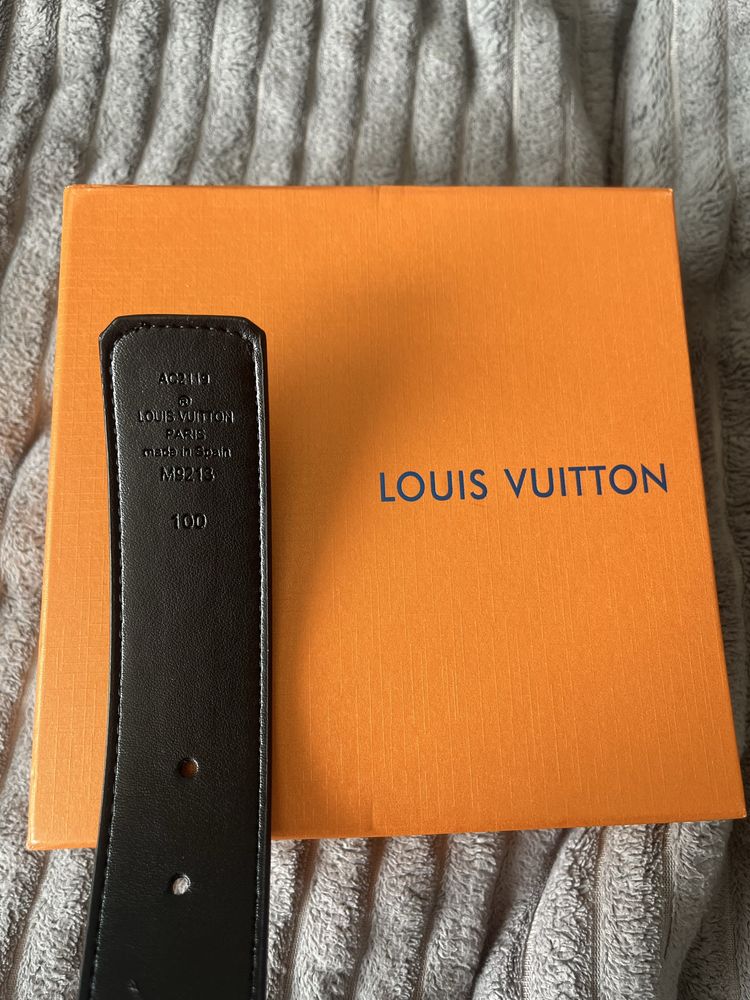 AC2119
®
LOUIS VUITTON
PARIS
made in Spain
M9213
100
LOUIS VUITTON